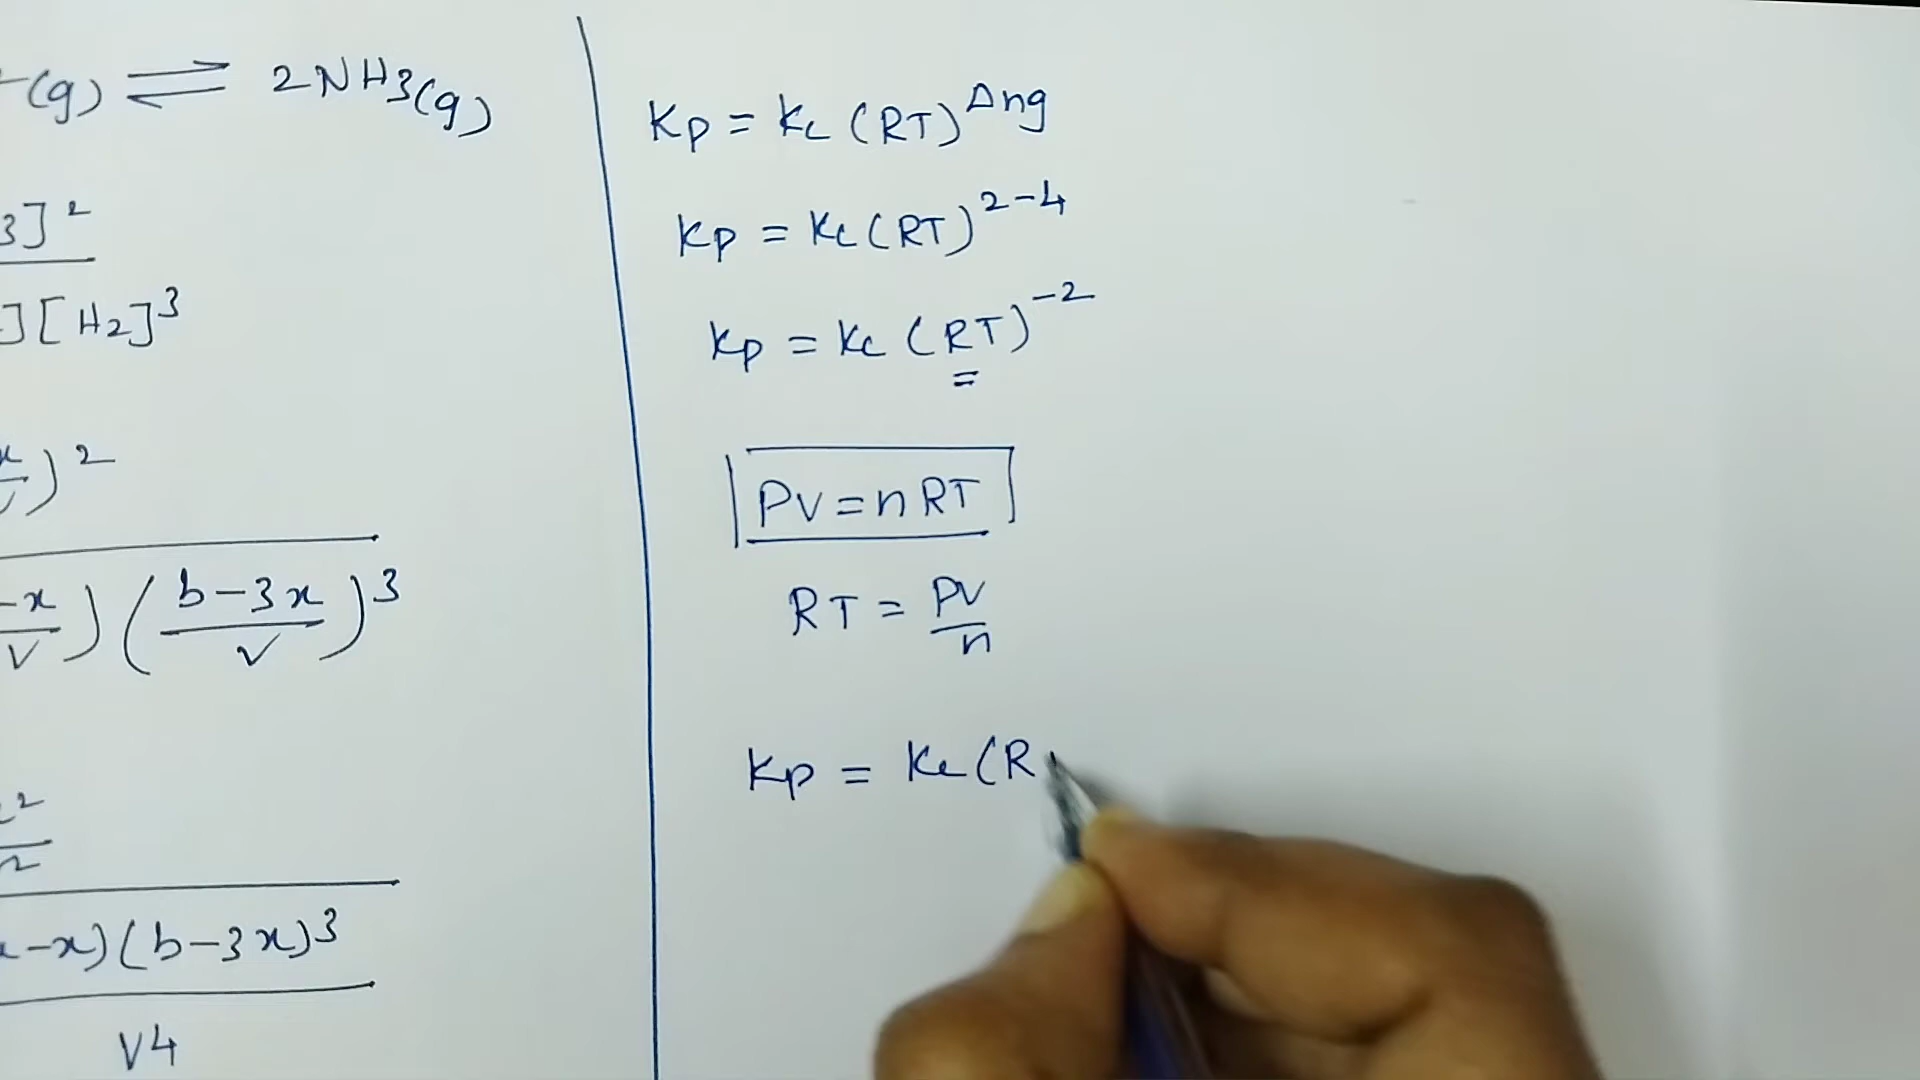 (g) ⇌ 2NH3(g)
3]²
][H2]³
)²
-x/V)(b-3x/V)³
-x)(b-3x)³
V4
Kp = Kc (RT)^Δng
Kp = Kc (RT)^2-4
Kp = Kc (RT)^-2
PV = nRT
RT = PV/n
Kp = Kc (R